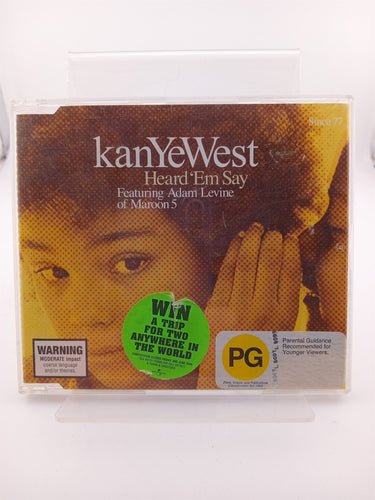 Since 77
kanYeWest
Heard 'Em Say
Featuring Adam Levine
of Maroon 5
WIN
A TRIP
FOR TWO
ANYWHERE IN
THE WORLD
WARNING
MODERATE impact
coarse language
and/or themes.
PG
Parental Guidance
Recommended for
Younger Viewers.